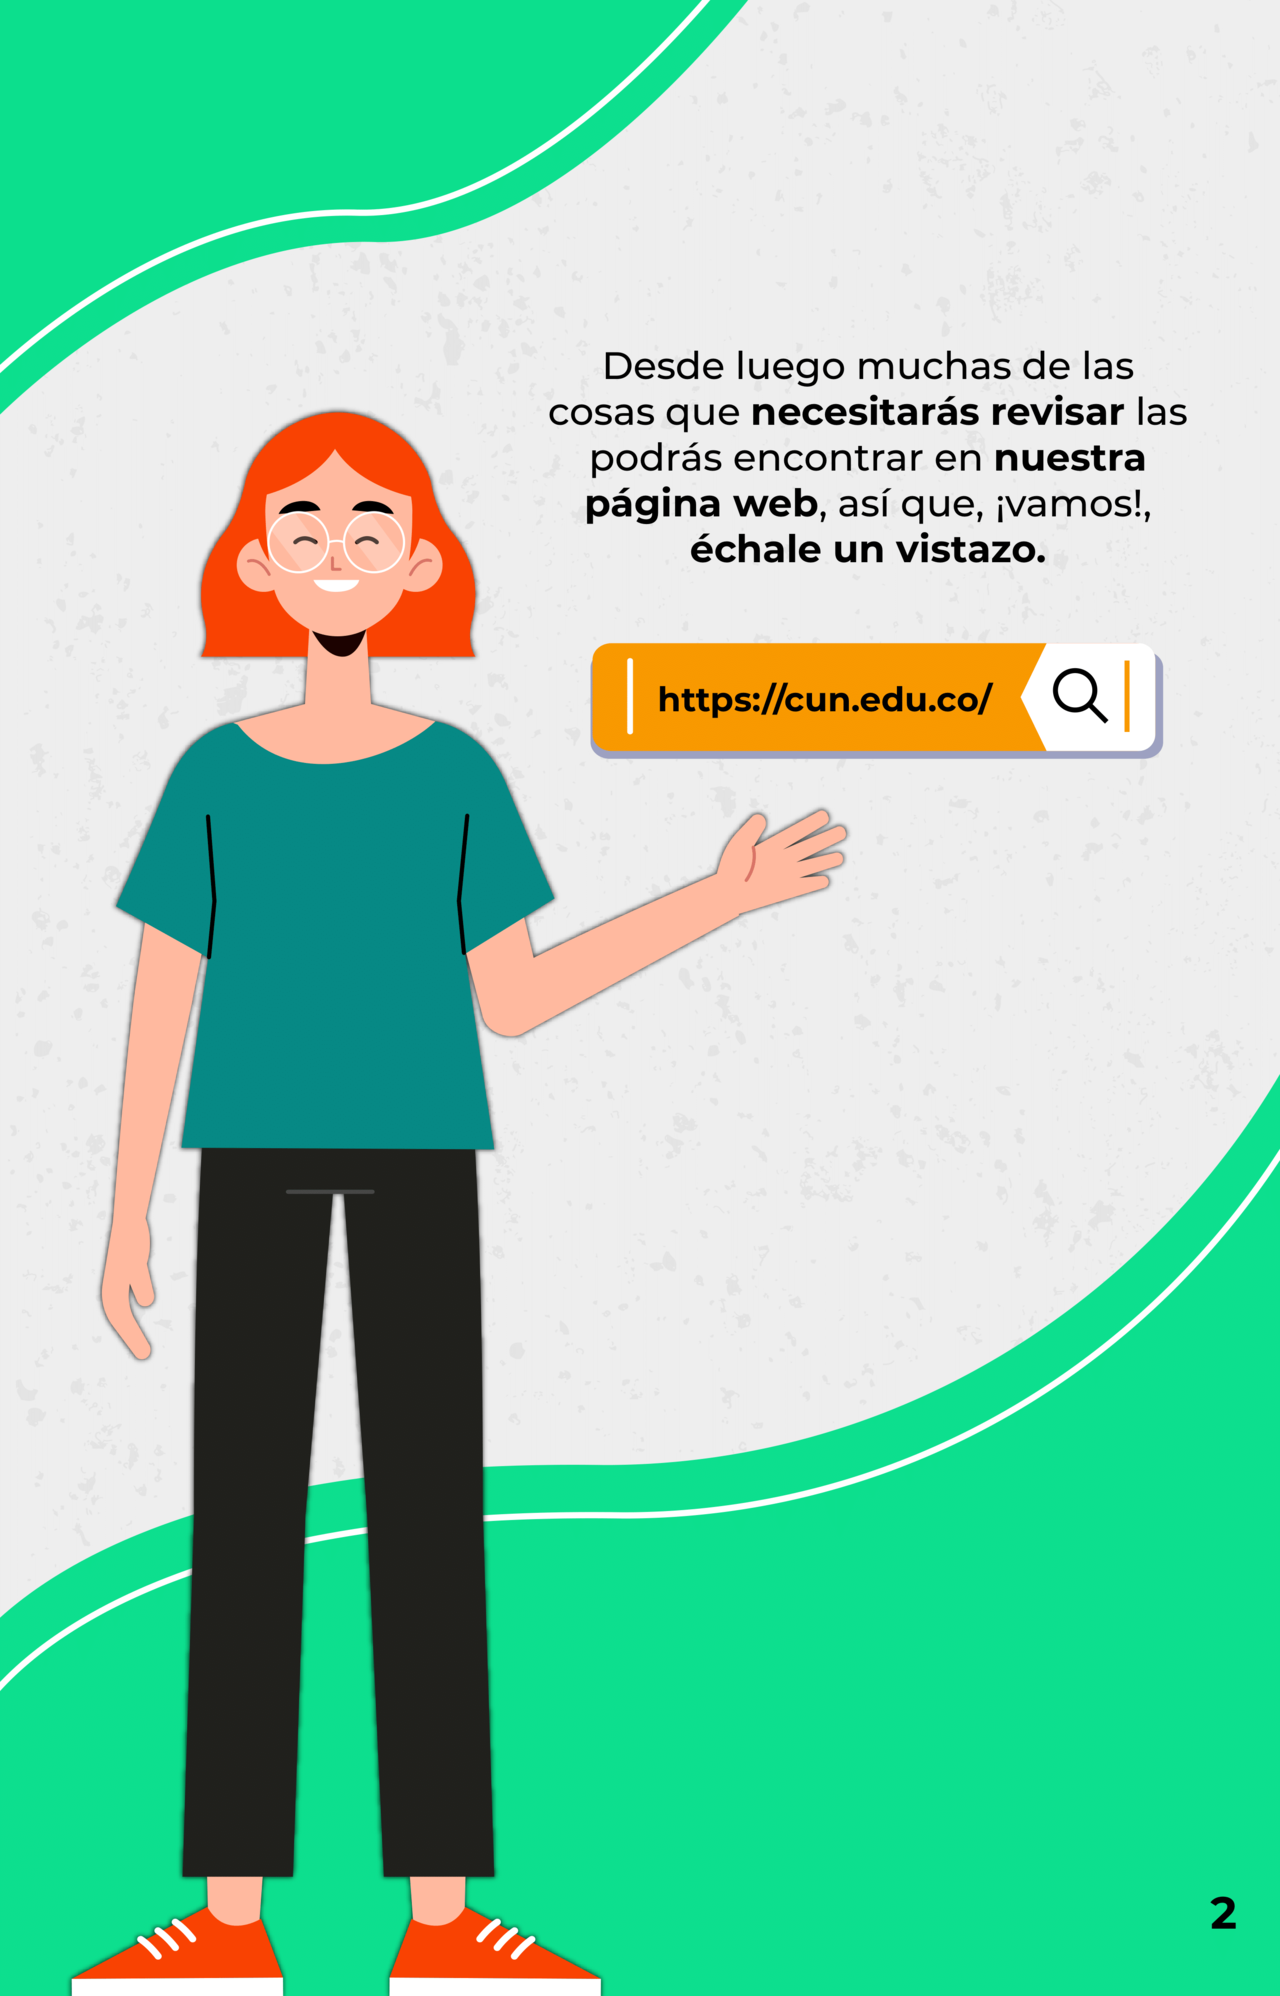 Desde luego muchas de las
cosas que necesitarás revisar las
podrás encontrar en nuestra
página web, así que, ¡vamos!,
échale un vistazo.
https://cun.edu.co/
2